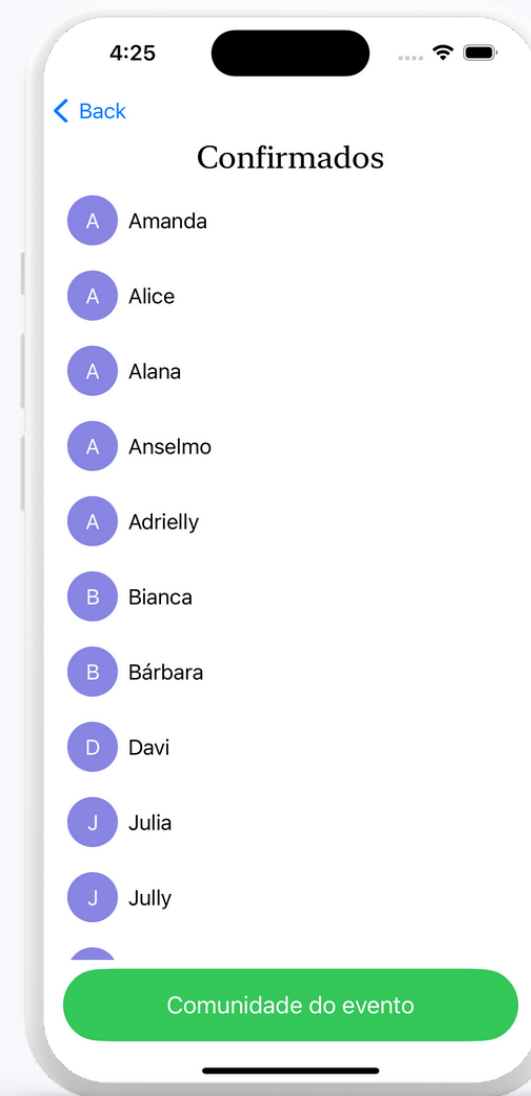 4:25
Back
Confirmados
A Amanda
A Alice
A Alana
A Anselmo
A Adrielly
B Bianca
B Bárbara
D Davi
J Julia
J Jully
Comunidade do evento